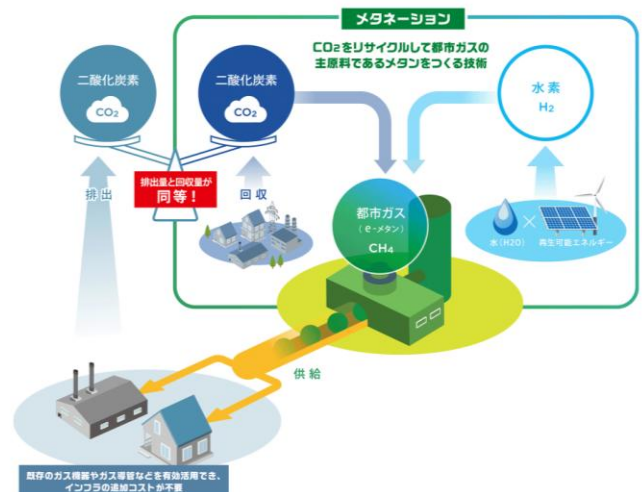 メタネーション
CO2をリサイクルして都市ガスの
主原料であるメタンをつくる技術
二酸化炭素
CO2
二酸化炭素
CO2
水素
H2
排出量と回収量が
同等！
排出
回収
都市ガス
（e-メタン）
CH4
水（H2O）
×
再生可能エネルギー
供給
既存のガス機器やガス導管などを有効活用でき、
インフラの追加コストが不要